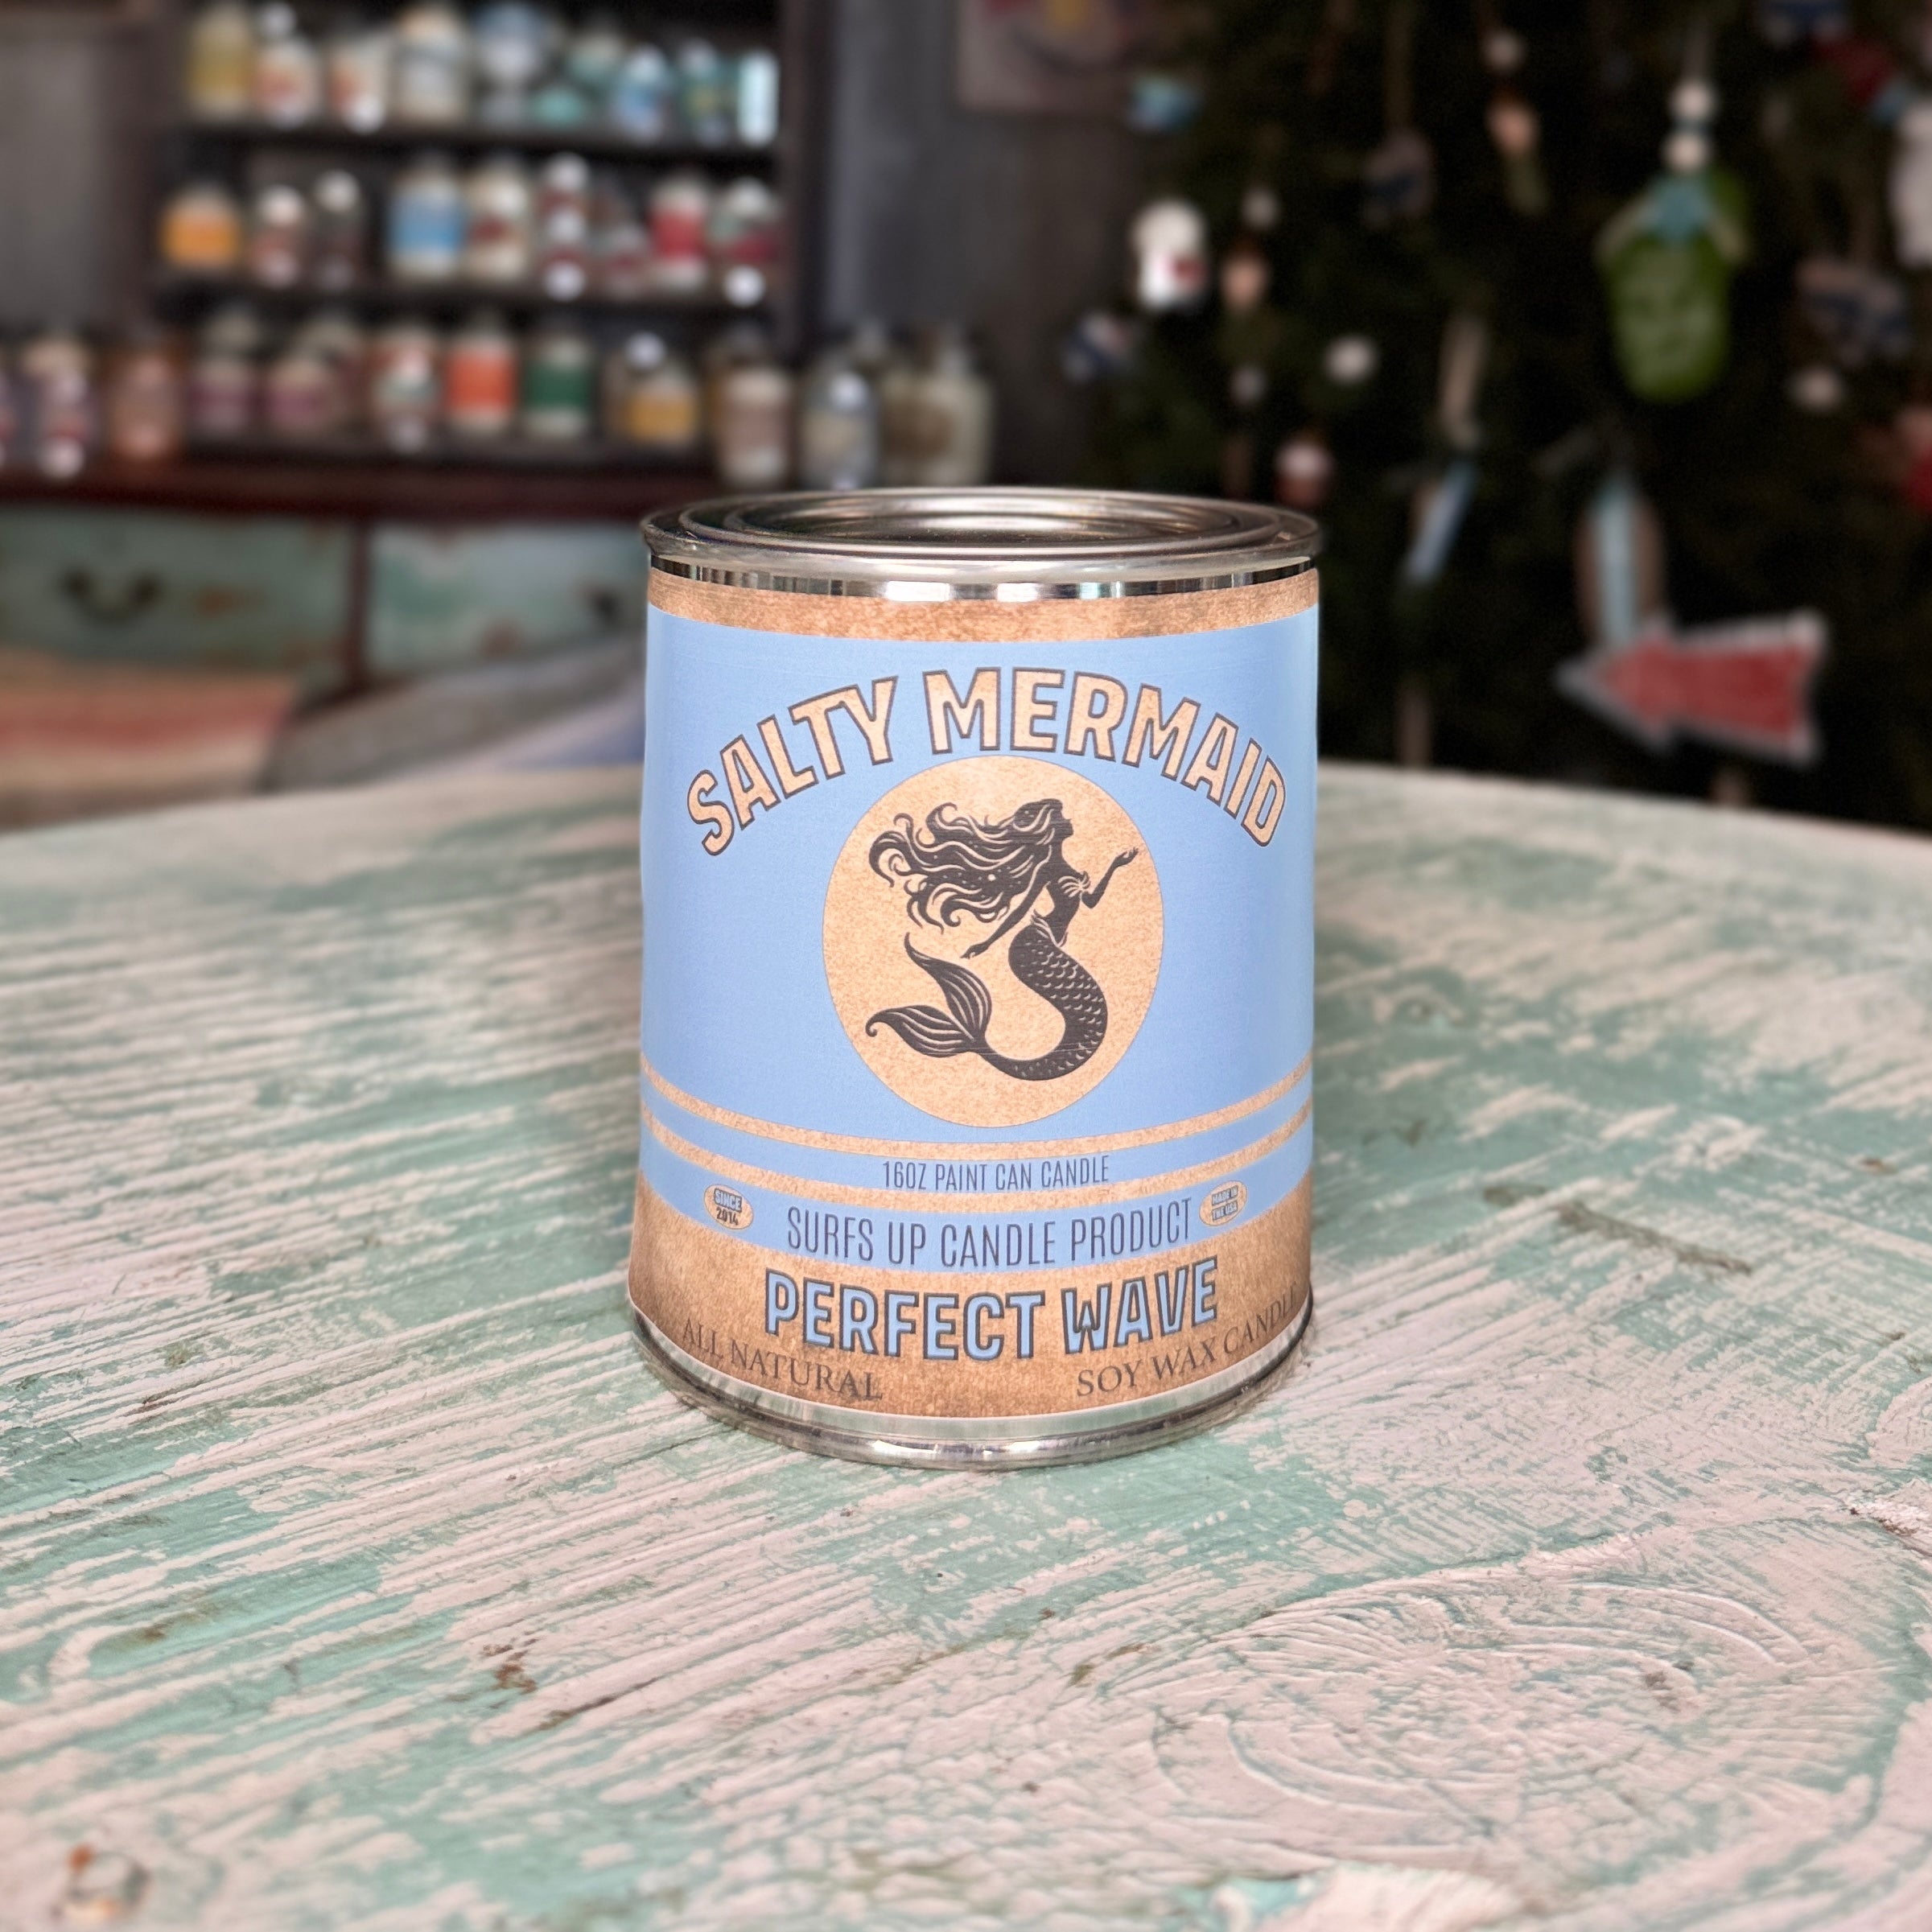 SALTY MERMAID
16OZ PAINT CAN CANDLE
SINCE
2014
SURFS UP CANDLE PRODUCT
MADE IN
THE USA
PERFECT WAVE
ALL NATURAL
SOY WAX CANDLE